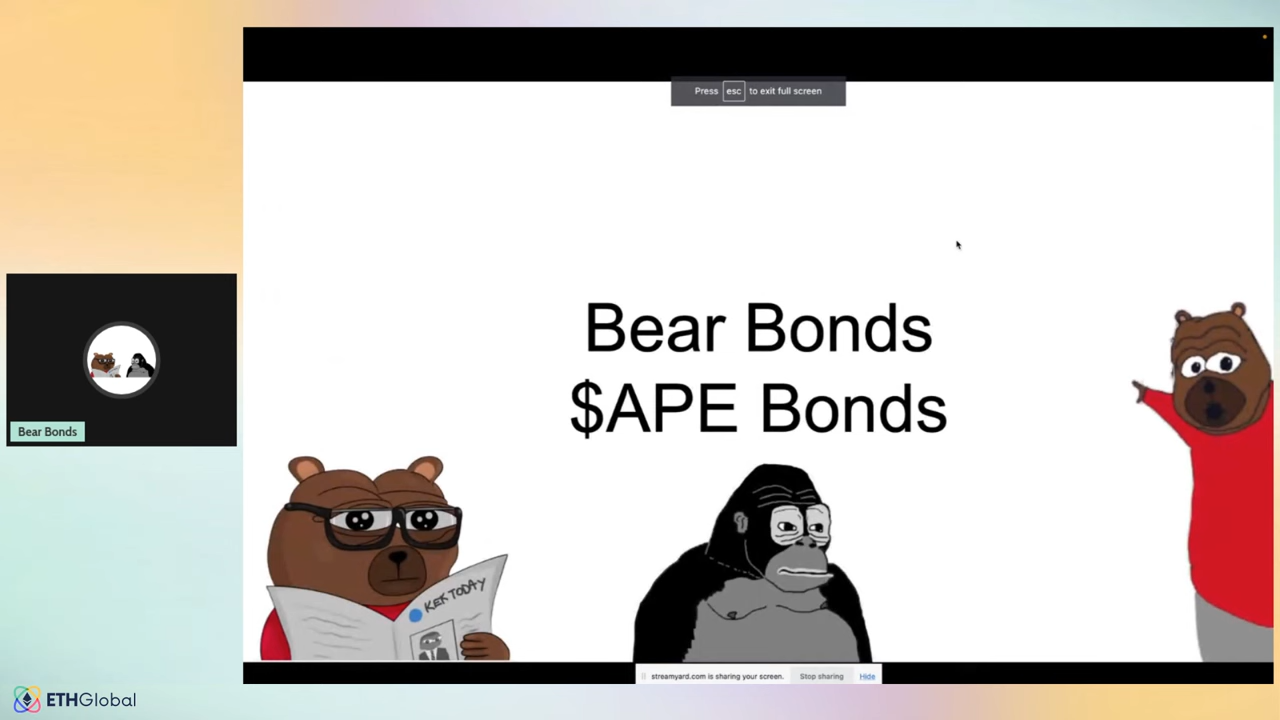 Press esc to exit full screen
Bear Bonds
$APE Bonds
KEK TODAY
Bear Bonds
streamyard.com is sharing your screen. Stop sharing Hide
ETHGlobal